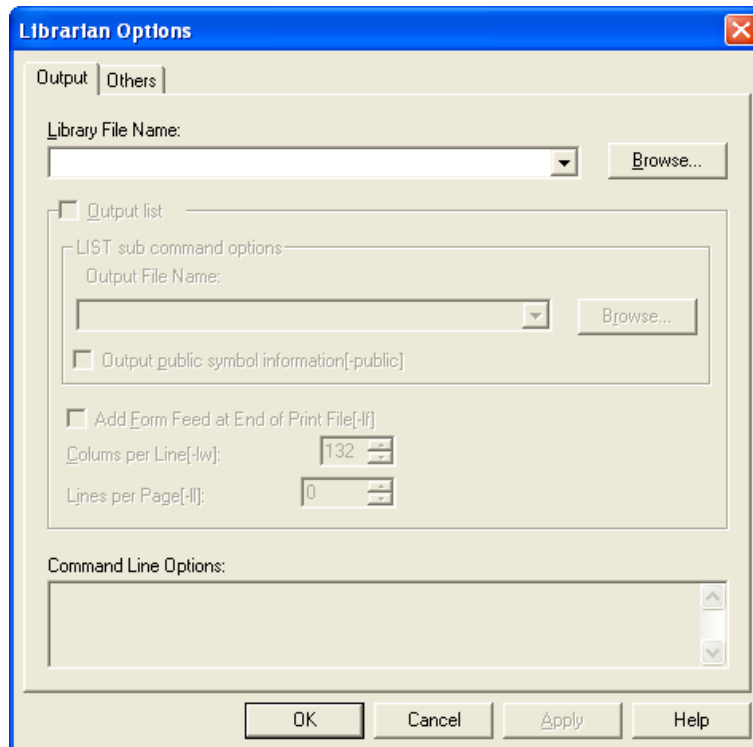 Librarian Options
Output Others
Library File Name:
Browse...
Output list
LIST sub command options
Output File Name:
Browse...
Output public symbol information[-public]
Add Form Feed at End of Print File[-lf]
Colums per Line[-lw]: 132
Lines per Page[-ll]: 0
Command Line Options:
OK Cancel Apply Help